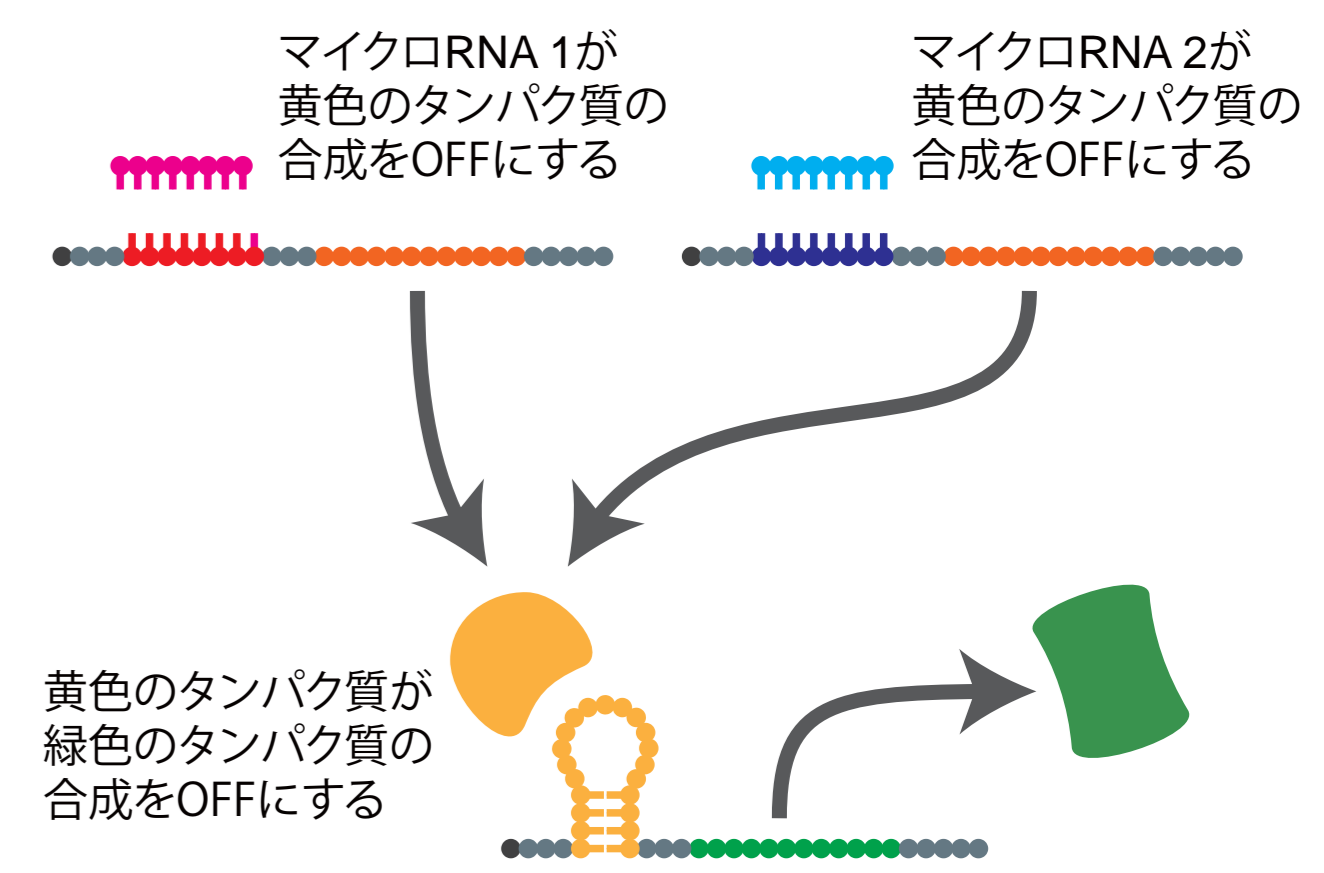 マイクロRNA 1が
黄色のタンパク質の
合成をOFFにする
マイクロRNA 2が
黄色のタンパク質の
合成をOFFにする
黄色のタンパク質が
緑色のタンパク質の
合成をOFFにする